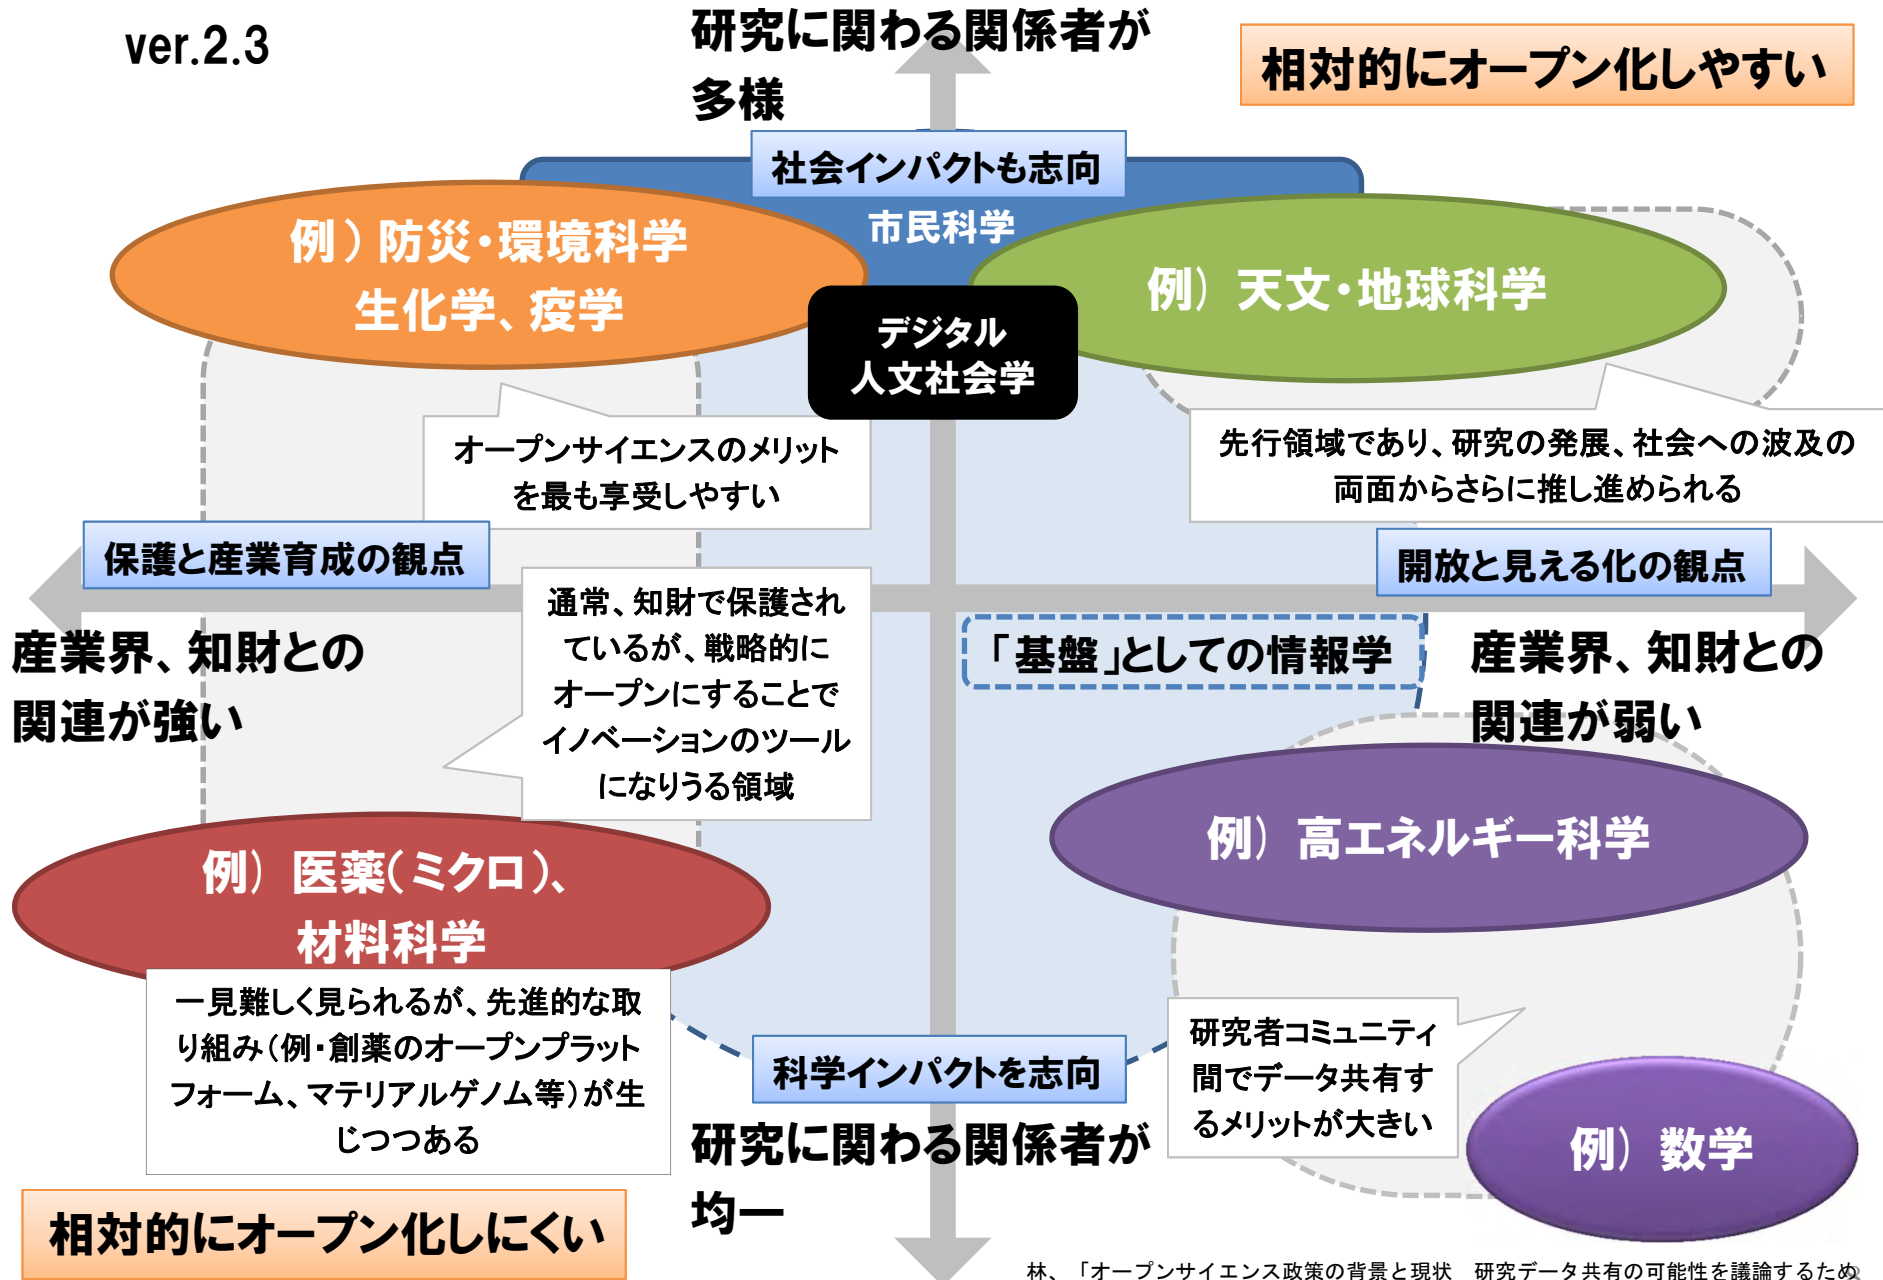 ver.2.3
研究に関わる関係者が
多様
相対的にオープン化しやすい
社会インパクトも志向
市民科学
例）防災・環境科学
生化学、疫学
例） 天文・地球科学
デジタル
人文社会学
オープンサイエンスのメリット
を最も享受しやすい
先行領域であり、研究の発展、社会への波及の
両面からさらに推し進められる
保護と産業育成の観点
開放と見える化の観点
通常、知財で保護され
ているが、戦略的に
オープンにすることで
イノベーションのツール
になりうる領域
産業界、知財との
関連が強い
「基盤」としての情報学
産業界、知財との
関連が弱い
例） 高エネルギー科学
例） 医薬（ミクロ）、
材料科学
一見難しく見られるが、先進的な取
り組み（例・創薬のオープンプラット
フォーム、マテリアルゲノム等）が生
じつつある
科学インパクトを志向
研究者コミュニティ
間でデータ共有す
るメリットが大きい
研究に関わる関係者が
均一
例） 数学
相対的にオープン化しにくい
林、「オープンサイエンス政策の背景と現状 研究データ共有の可能性を議論するため